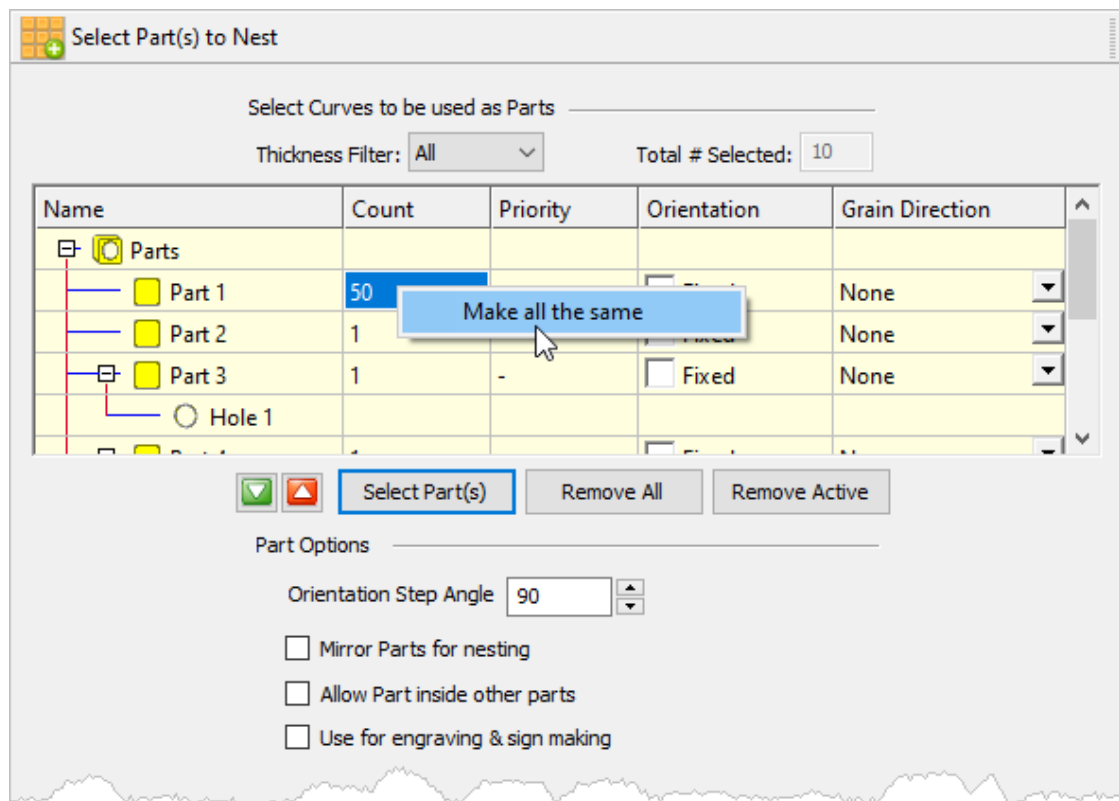 Select Part(s) to Nest
Select Curves to be used as Parts
Thickness Filter: All Total # Selected: 10
Name Count Priority Orientation Grain Direction
Parts
Part 1 50 None
Make all the same
Part 2 1 Fixed None
Part 3 1 - Fixed None
Hole 1
Select Part(s) Remove All Remove Active
Part Options
Orientation Step Angle 90
Mirror Parts for nesting
Allow Part inside other parts
Use for engraving & sign making